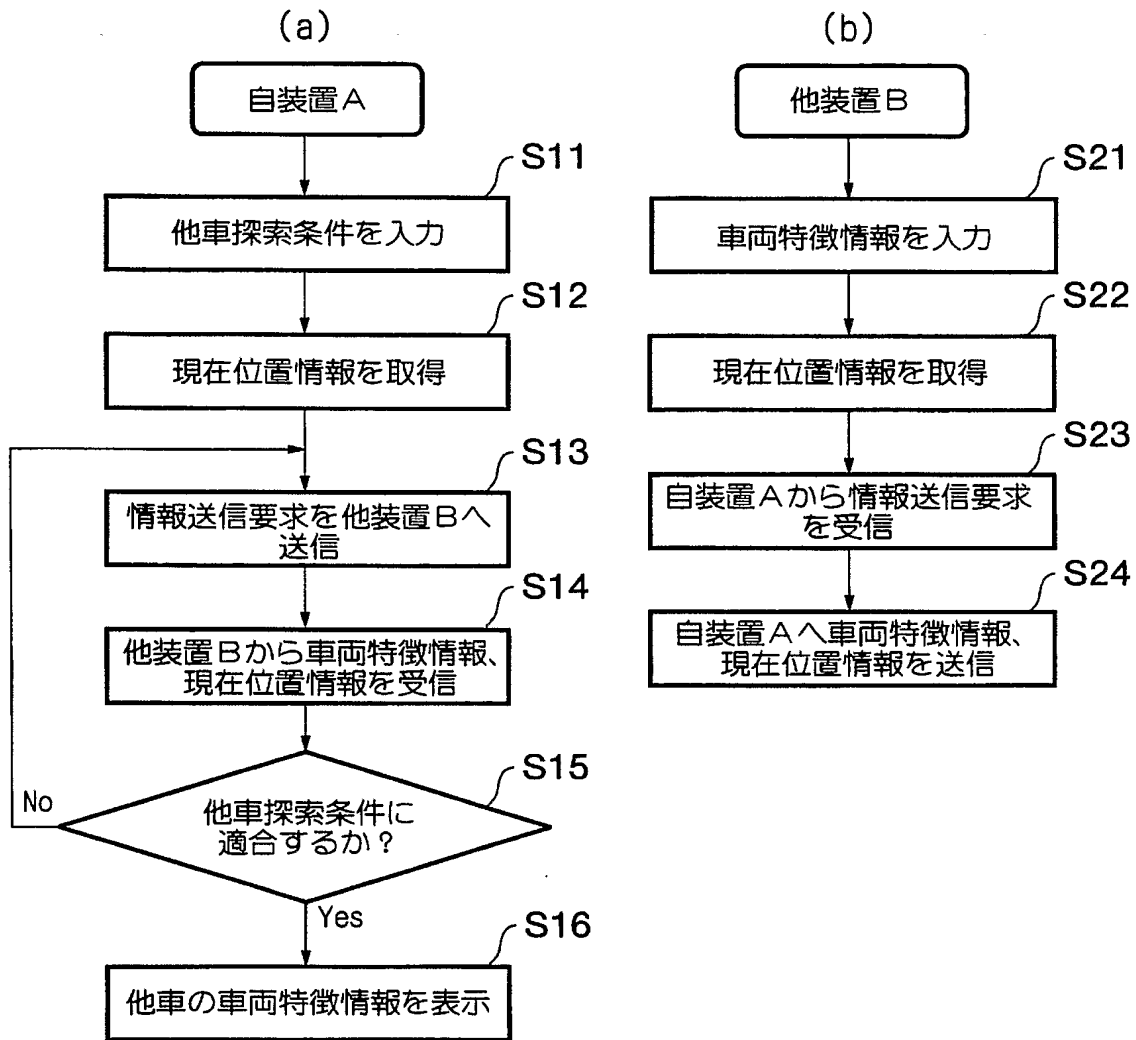 (a)
自装置A
S11
他車探索条件を入力
S12
現在位置情報を取得
S13
情報送信要求を他装置Bへ
送信
S14
他装置Bから車両特徴情報、
現在位置情報を受信
S15
他車探索条件に
適合するか？
No
Yes
S16
他車の車両特徴情報を表示
(b)
他装置B
S21
車両特徴情報を入力
S22
現在位置情報を取得
S23
自装置Aから情報送信要求
を受信
S24
自装置Aへ車両特徴情報、
現在位置情報を送信